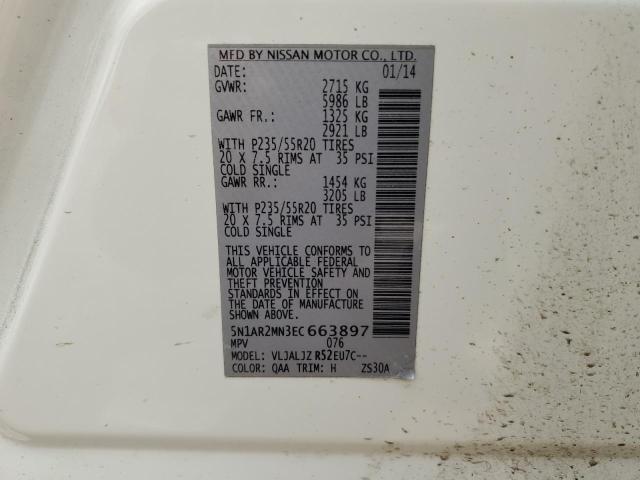 MFD BY NISSAN MOTOR CO., LTD.
DATE: 01/14
GVWR: 2715 KG
5986 LB
GAWR FR.: 1325 KG
2921 LB
WITH P235/55R20 TIRES
20 X 7.5 RIMS AT 35 PSI
COLD SINGLE
GAWR RR.: 1454 KG
3205 LB
WITH P235/55R20 TIRES
20 X 7.5 RIMS AT 35 PSI
COLD SINGLE
THIS VEHICLE CONFORMS TO
ALL APPLICABLE FEDERAL
MOTOR VEHICLE SAFETY AND
THEFT PREVENTION
STANDARDS IN EFFECT ON
THE DATE OF MANUFACTURE
SHOWN ABOVE.
5N1AR2MN3EC663897
MPV 076
MODEL: VLJALJZ R52EU7C--
COLOR: QAA TRIM: H ZS30A